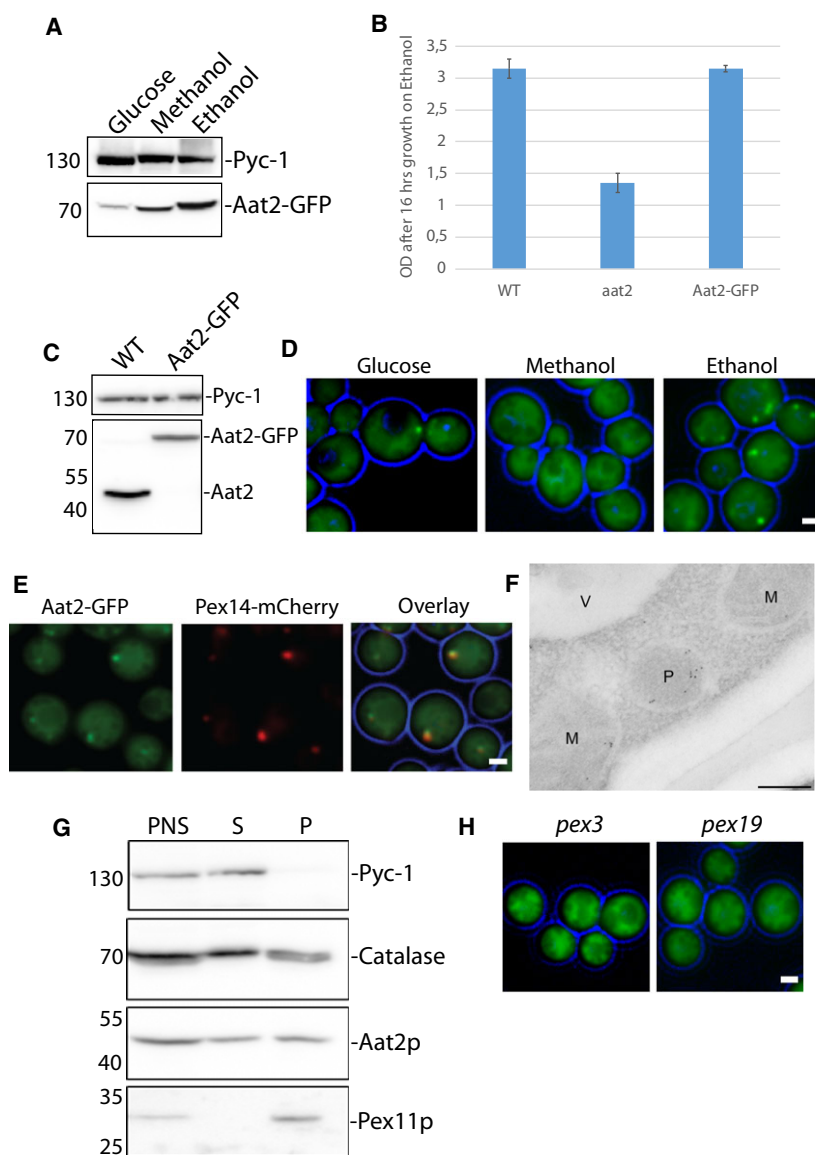 A
Glucose
Methanol
Ethanol
130
-Pyc-1
70
-Aat2-GFP
B
OD after 16 hrs growth on Ethanol
3,5
3
2,5
2
1,5
1
0,5
0
WT
aat2
Aat2-GFP
C
WT
Aat2-GFP
130
-Pyc-1
70
-Aat2-GFP
55
-Aat2
40
D
Glucose
Methanol
Ethanol
E
Aat2-GFP
Pex14-mCherry
Overlay
F
V
M
P
M
G
PNS
S
P
130
-Pyc-1
70
-Catalase
55
-Aat2p
40
35
-Pex11p
25
H
pex3
pex19